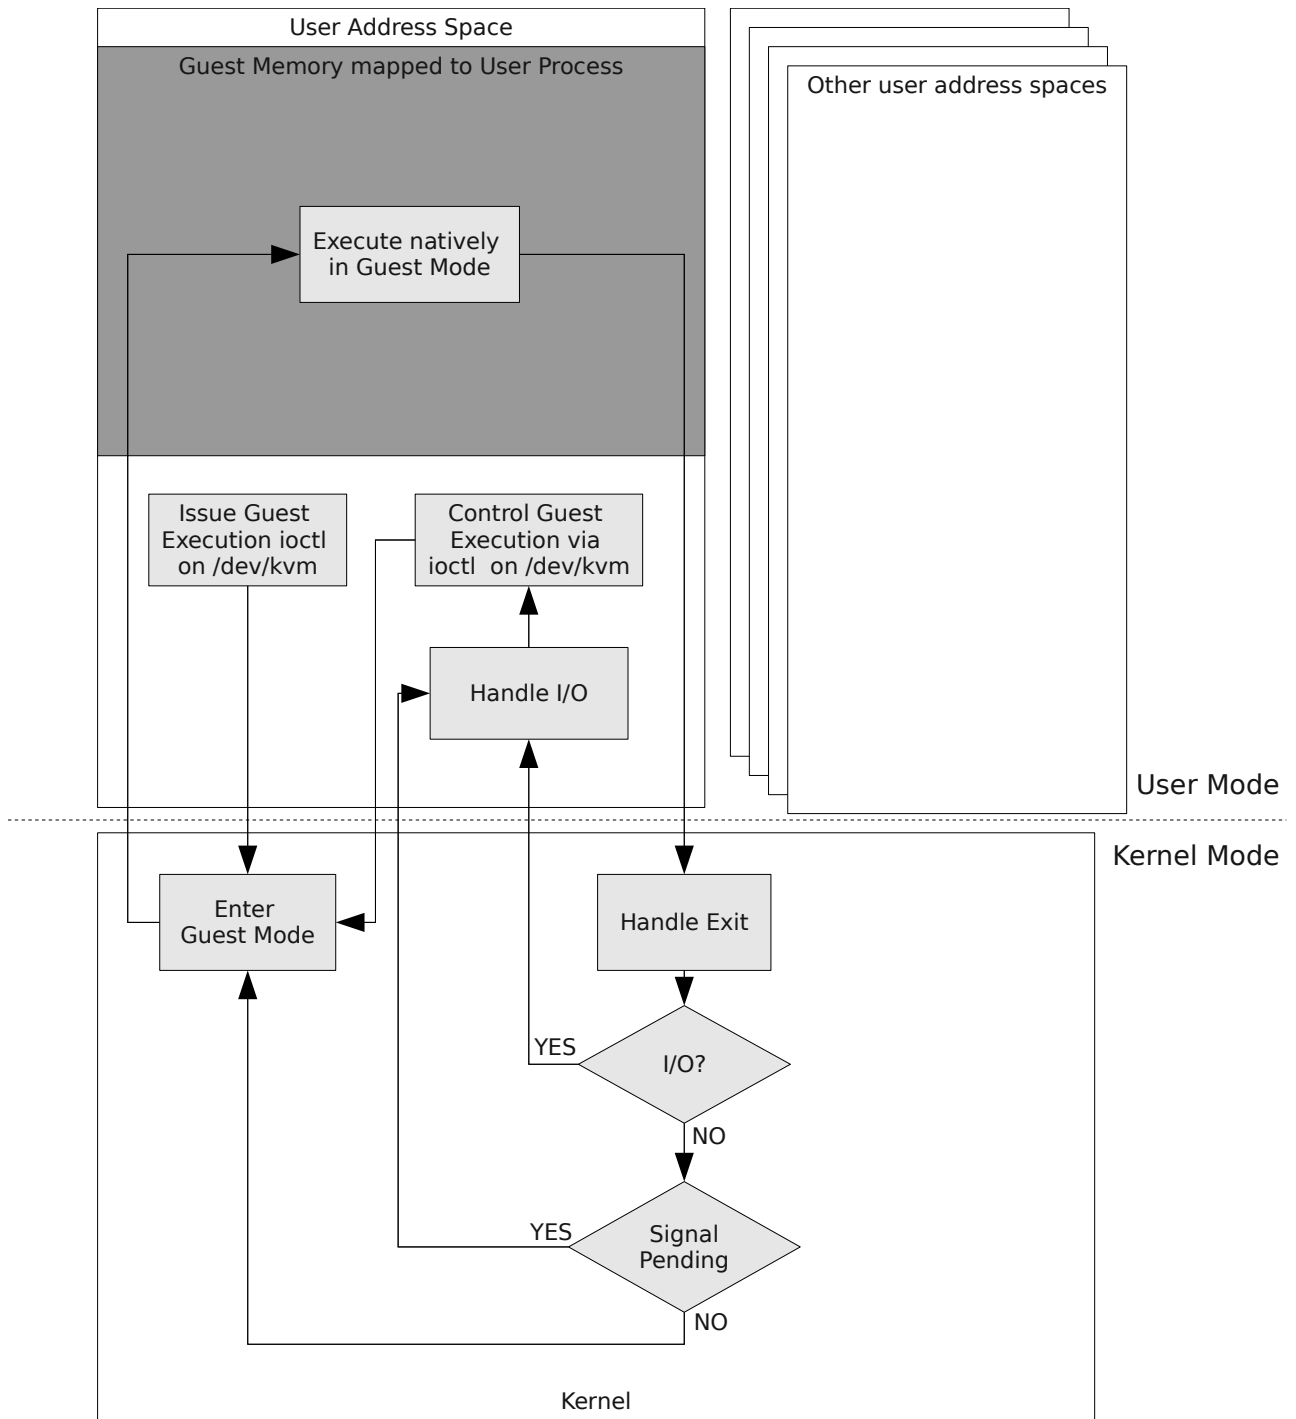 User Address Space
Guest Memory mapped to User Process
Other user address spaces
Execute natively
in Guest Mode
Issue Guest
Execution ioctl
on /dev/kvm
Control Guest
Execution via
ioctl on /dev/kvm
Handle I/O
User Mode
Kernel Mode
Enter
Guest Mode
Handle Exit
YES
I/O?
NO
YES
Signal
Pending
NO
Kernel